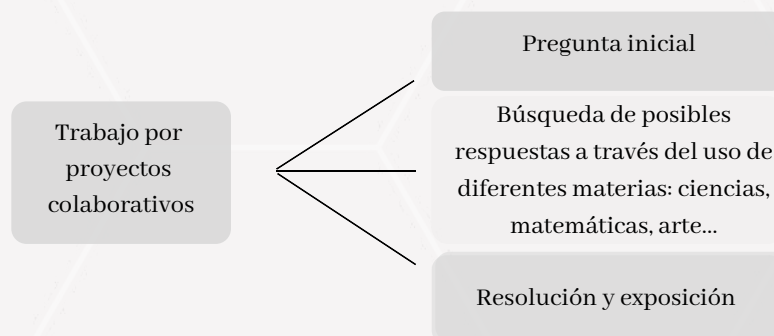 Trabajo por
proyectos
colaborativos
Pregunta inicial
Búsqueda de posibles
respuestas a través del uso de
diferentes materias: ciencias,
matemáticas, arte...
Resolución y exposición